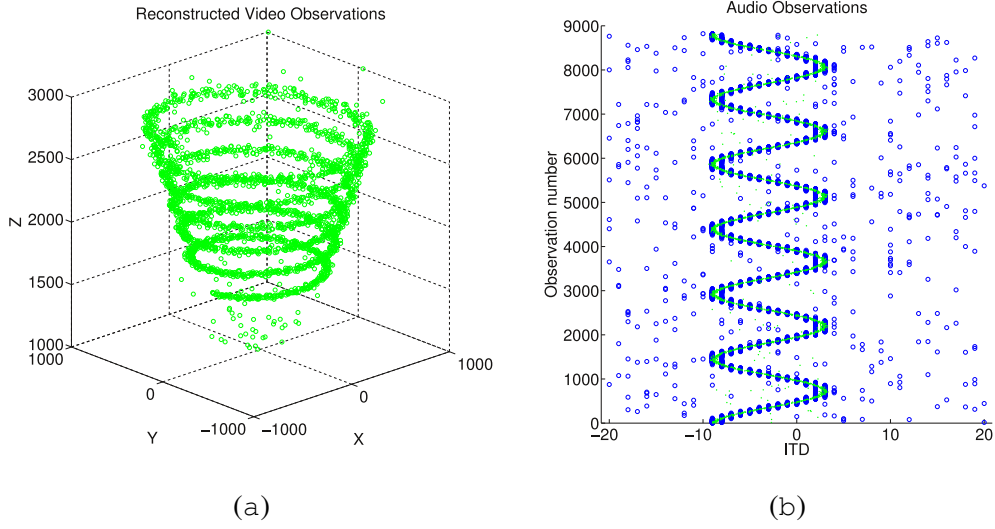 Reconstructed Video Observations
3000
2500
2000
1500
1000
1000
0
−1000
−1000
0
1000
Z
Y
X
(a)
Audio Observations
9000
8000
7000
6000
5000
4000
3000
2000
1000
0
Observation number
−20
−10
0
10
20
ITD
(b)